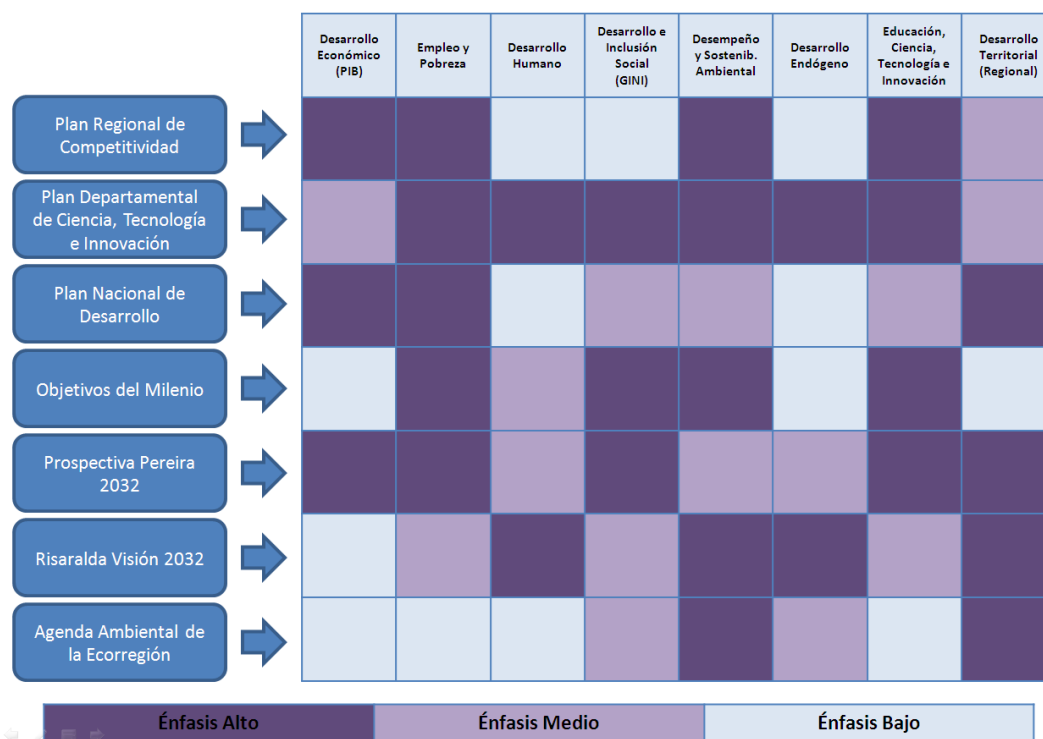 Desarrollo
Económico
(PIB)
Empleo y
Pobreza
Desarrollo
Humano
Desarrollo e
Inclusión
Social
(GINI)
Desempeño
y Sostenib.
Ambiental
Desarrollo
Endógeno
Educación,
Ciencia,
Tecnología e
Innovación
Desarrollo
Territorial
(Regional)
Plan Regional de
Competitividad
Plan Departamental
de Ciencia, Tecnología
e Innovación
Plan Nacional de
Desarrollo
Objetivos del Milenio
Prospectiva Pereira
2032
Risaralda Visión 2032
Agenda Ambiental de
la Ecorregión
Énfasis Alto
Énfasis Medio
Énfasis Bajo